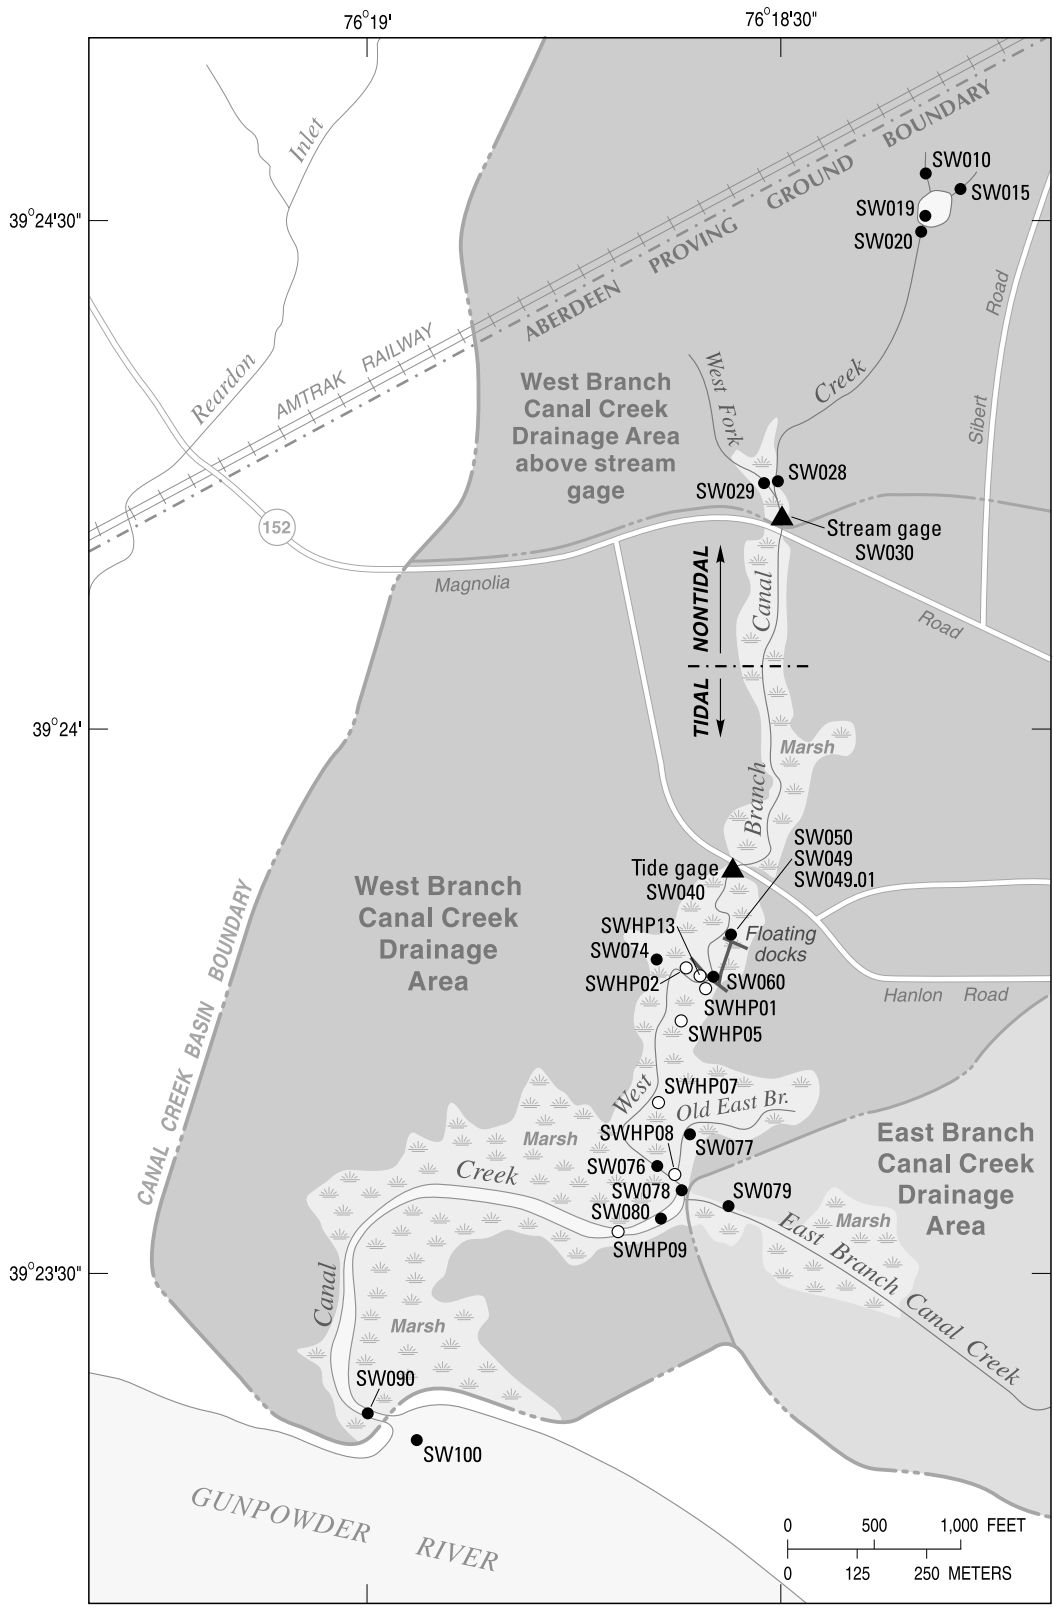 76°19'
76°18'30"
Inlet
ABERDEEN PROVING GROUND BOUNDARY
SW010
SW015
SW019
SW020
39°24'30"
Reardon
AMTRAK RAILWAY
Road
Sibert
West Fork
Creek
West Branch
Canal Creek
Drainage Area
above stream
gage
SW028
SW029
152
Stream gage
SW030
Magnolia
Road
NONTIDAL
TIDAL
Canal
39°24'
Marsh
Branch
SW050
SW049
SW049.01
Tide gage
SW040
West Branch
Canal Creek
Drainage
Area
SWHP13
SW074
SWHP02
Floating
docks
SW060
SWHP01
Hanlon Road
SWHP05
CANAL CREEK BASIN BOUNDARY
West
SWHP07
Old East Br.
SWHP08
Marsh
SW077
East Branch
Canal Creek
Drainage
Area
Creek
SW076
SW078
SW079
SW080
Marsh
SWHP09
East Branch Canal Creek
39°23'30"
Canal
Marsh
SW090
SW100
GUNPOWDER RIVER
0 500 1,000 FEET
0 125 250 METERS